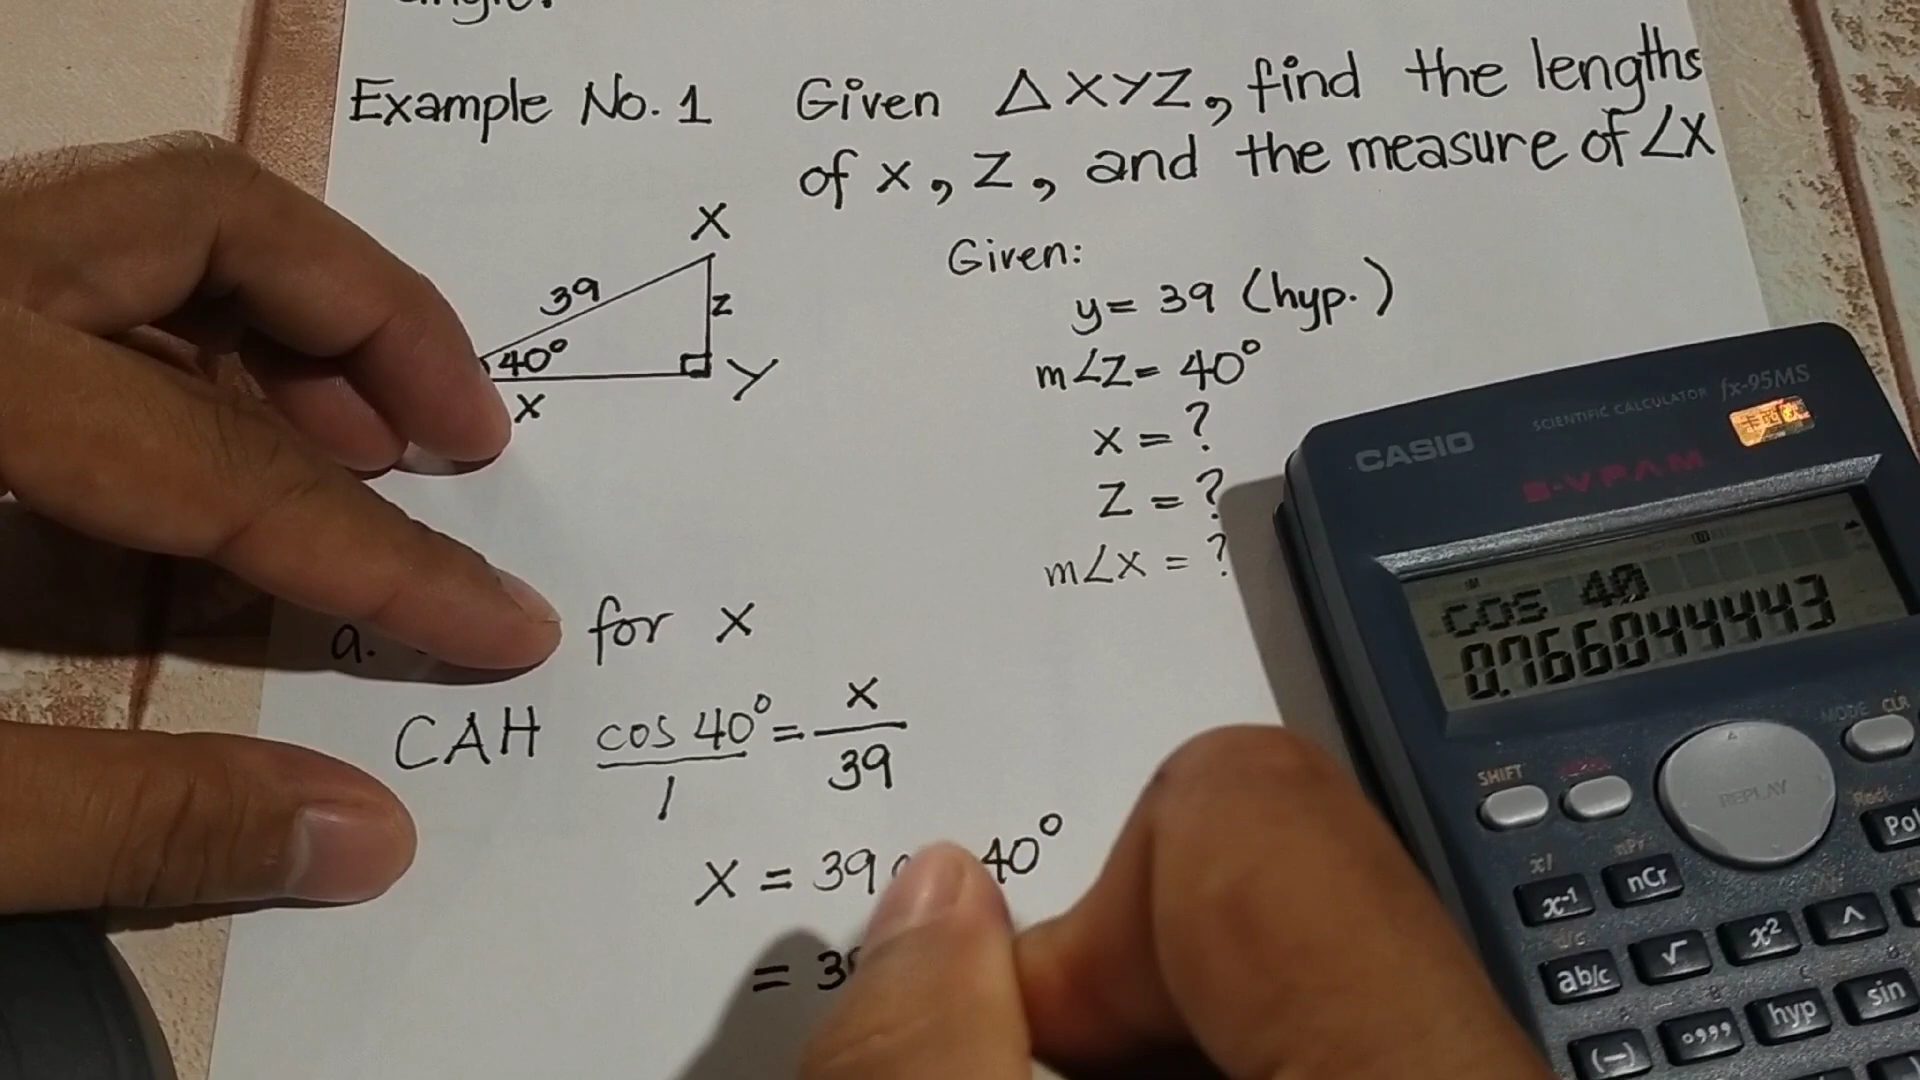 angle.
Example No. 1 Given △XYZ, find the lengths
of x, z, and the measure of ∠X
X
39
z
40°
Y
x
Given:
y = 39 (hyp.)
m∠Z = 40°
x = ?
z = ?
m∠X = ?
a. for x
CAH cos 40° = x
1 39
x = 39 40°
= 3
CASIO
SCIENTIFIC CALCULATOR fx-95MS
S-V.P.A.M.
cos 40
0.766044443
MODE CLR
SHIFT
REPLAY
x! nPr
x⁻¹ nCr Pol
ab/c √ x² ^
(−) °'" hyp sin